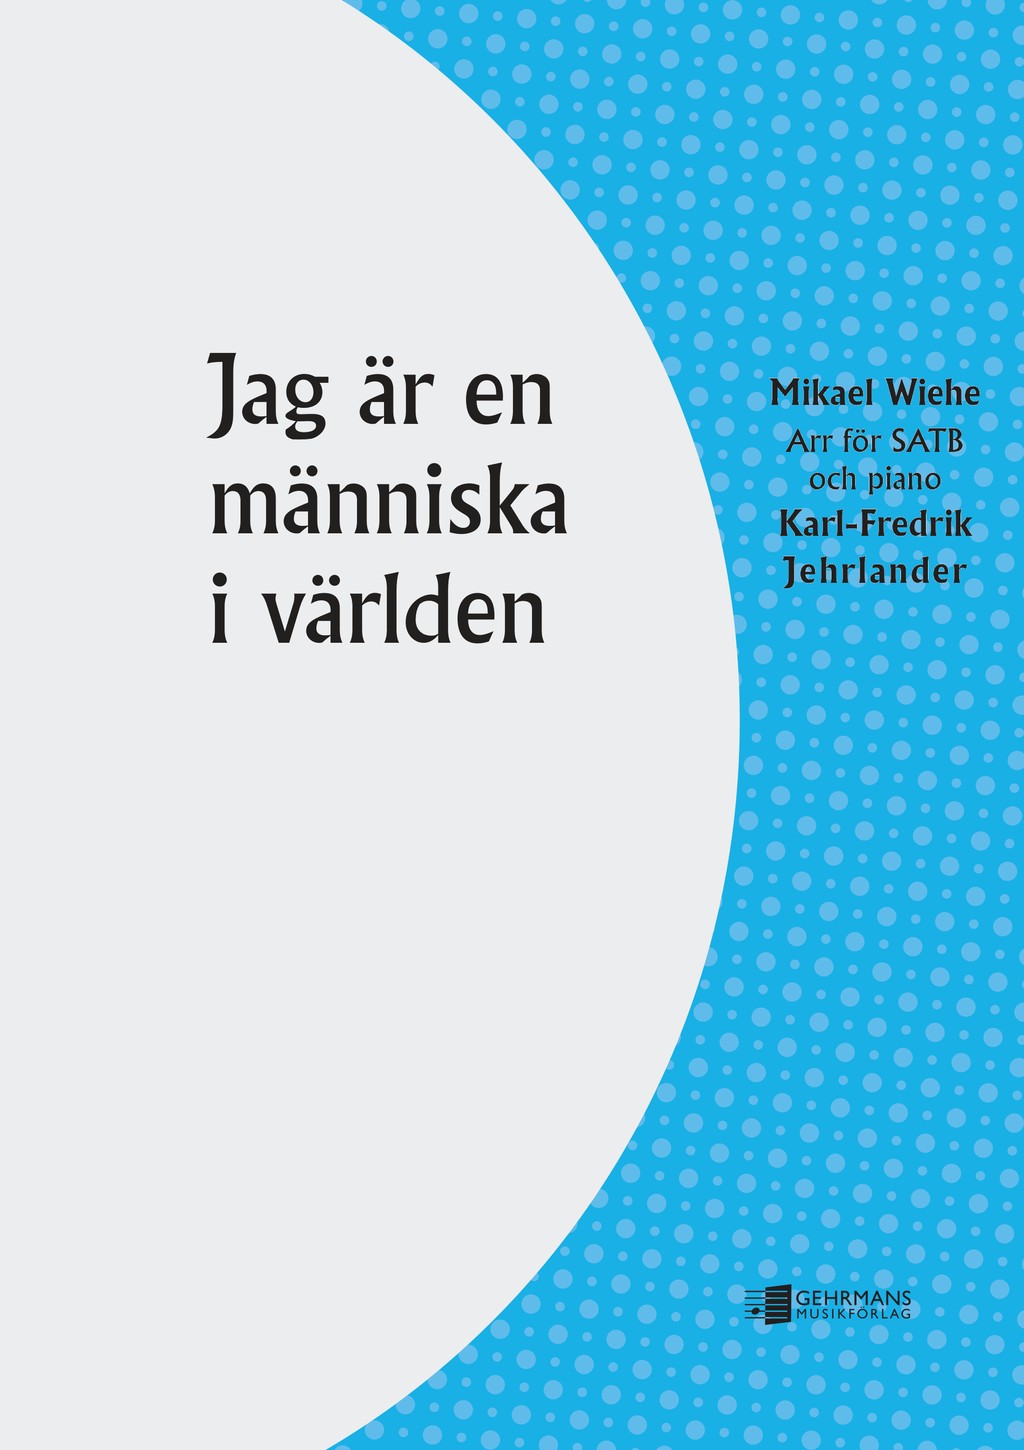 Jag är en
människa
i världen
Mikael Wiehe
Arr för SATB
och piano
Karl-Fredrik
Jehrlander
GEHRMANS
MUSIKFÖRLAG